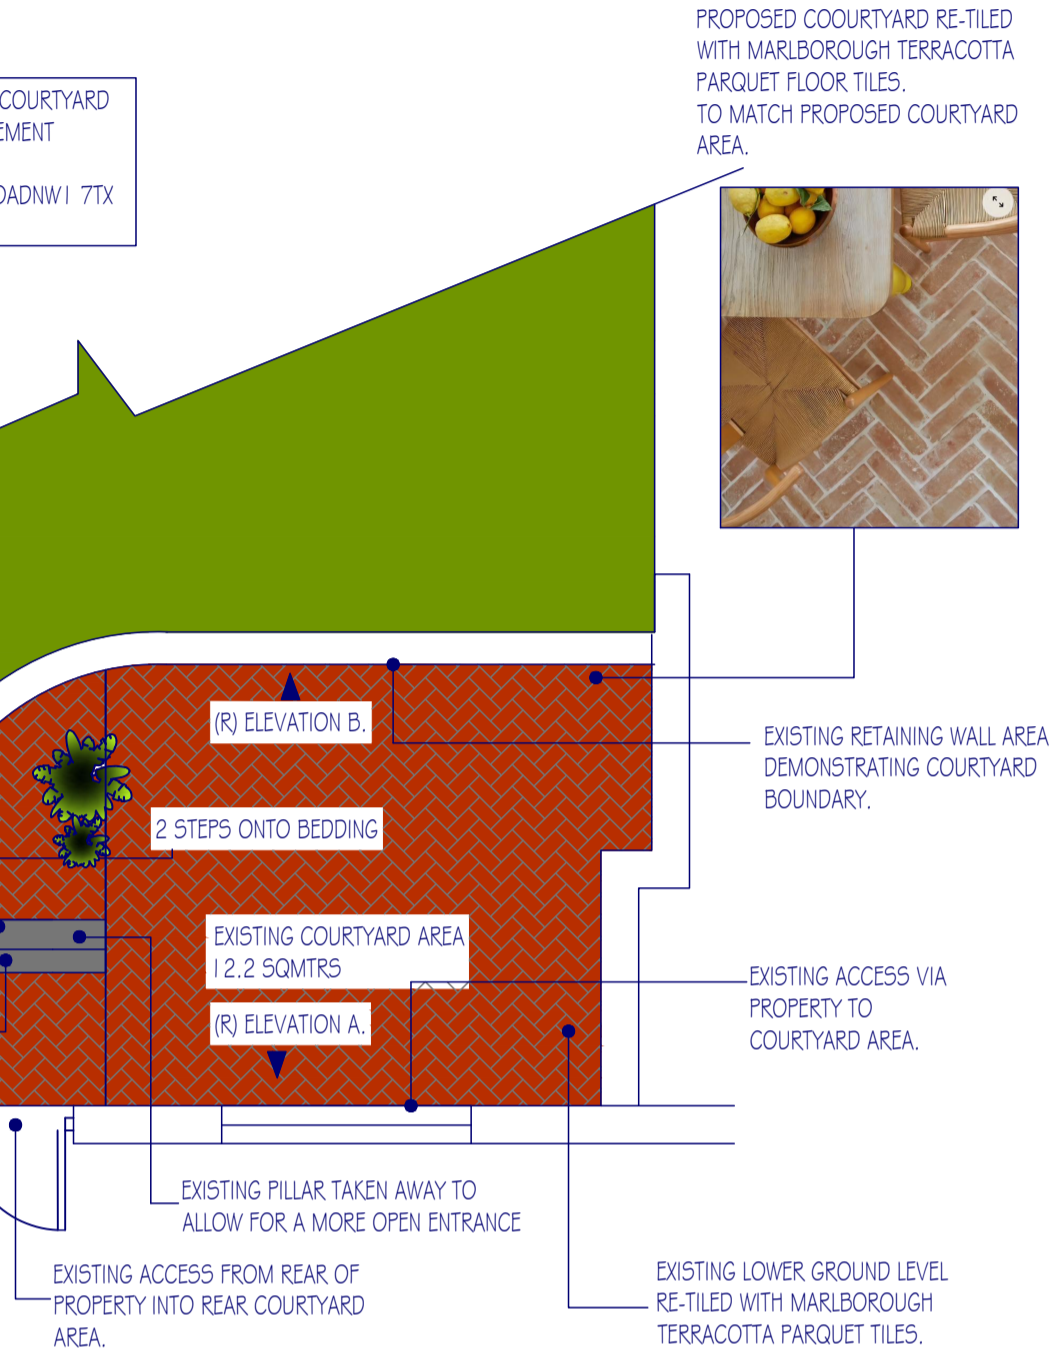 PROPOSED COOURTYARD RE-TILED
WITH MARLBOROUGH TERRACOTTA
PARQUET FLOOR TILES.
TO MATCH PROPOSED COURTYARD
AREA.
COURTYARD
EMENT
OADNW1 7TX
(R) ELEVATION B.
EXISTING RETAINING WALL AREA
DEMONSTRATING COURTYARD
BOUNDARY.
2 STEPS ONTO BEDDING
EXISTING COURTYARD AREA
12.2 SQMTRS
(R) ELEVATION A.
EXISTING ACCESS VIA
PROPERTY TO
COURTYARD AREA.
EXISTING PILLAR TAKEN AWAY TO
ALLOW FOR A MORE OPEN ENTRANCE
EXISTING ACCESS FROM REAR OF
PROPERTY INTO REAR COURTYARD
AREA.
EXISTING LOWER GROUND LEVEL
RE-TILED WITH MARLBOROUGH
TERRACOTTA PARQUET TILES.